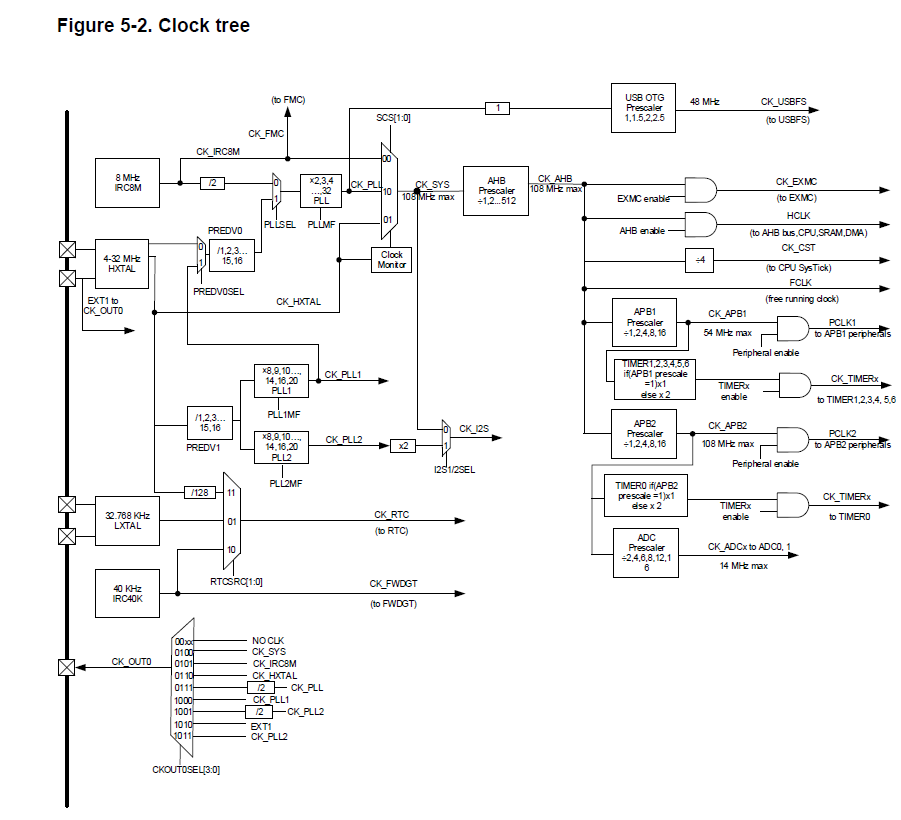 Figure 5-2. Clock tree
(to FMC)
CK_FMC
SCS[1:0]
1
USB OTG
Prescaler
1,1.5,2,2.5
48 MHz
CK_USBFS
(to USBFS)
CK_IRC8M
8 MHz
IRC8M
/2
0
1
PLLSEL
×2,3,4
…,32
PLL
PLLMF
CK_PLL
00
10
01
CK_SYS
108 MHz max
AHB
Prescaler
÷1,2...512
CK_AHB
108 MHz max
EXMC enable
CK_EXMC
(to EXMC)
AHB enable
HCLK
(to AHB bus,CPU,SRAM,DMA)
÷4
CK_CST
(to CPU SysTick)
FCLK
(free running clock)
Clock
Monitor
4-32 MHz
HXTAL
PREDV0
0
1
/1,2,3...
15,16
PREDV0SEL
CK_HXTAL
EXT1 to
CK_OUT0
APB1
Prescaler
÷1,2,4,8,16
CK_APB1
54 MHz max
Peripheral enable
PCLK1
to APB1 peripherals
TIMER1,2,3,4,5,6
if(APB1 prescale
=1)x1
else x 2
TIMERx
enable
CK_TIMERx
to TIMER1,2,3,4, 5,6
×8,9,10…,
14,16,20
PLL1
CK_PLL1
PLL1MF
/1,2,3...
15,16
PREDV1
×8,9,10…,
14,16,20
PLL2
CK_PLL2
PLL2MF
x2
0
1
CK_I2S
I2S1/2SEL
APB2
Prescaler
÷1,2,4,8,16
CK_APB2
108 MHz max
Peripheral enable
PCLK2
to APB2 peripherals
TIMER0 if(APB2
prescale =1)x1
else x 2
TIMERx
enable
CK_TIMERx
to TIMER0
ADC
Prescaler
÷2,4,6,8,12,1
6
CK_ADCx to ADC0, 1
14 MHz max
/128
11
01
10
32.768 KHz
LXTAL
CK_RTC
(to RTC)
RTCSRC[1:0]
40 KHz
IRC40K
CK_FWDGT
(to FWDGT)
CK_OUT0
00xx NO CLK
0100 CK_SYS
0101 CK_IRC8M
0110 CK_HXTAL
0111 /2 CK_PLL
1000 CK_PLL1
1001 /2 CK_PLL2
1010 EXT1
1011 CK_PLL2
CKOUT0SEL[3:0]